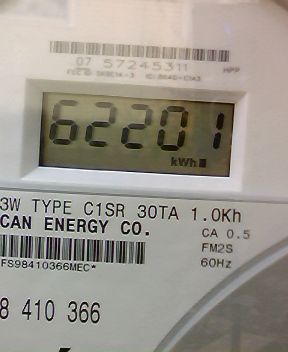 07 57245311
HPP
62201
kWh
3W TYPE C1SR 30TA 1.0Kh
CAN ENERGY CO.
CA 0.5
FM2S
60Hz
FS98410366MEC*
8 410 366